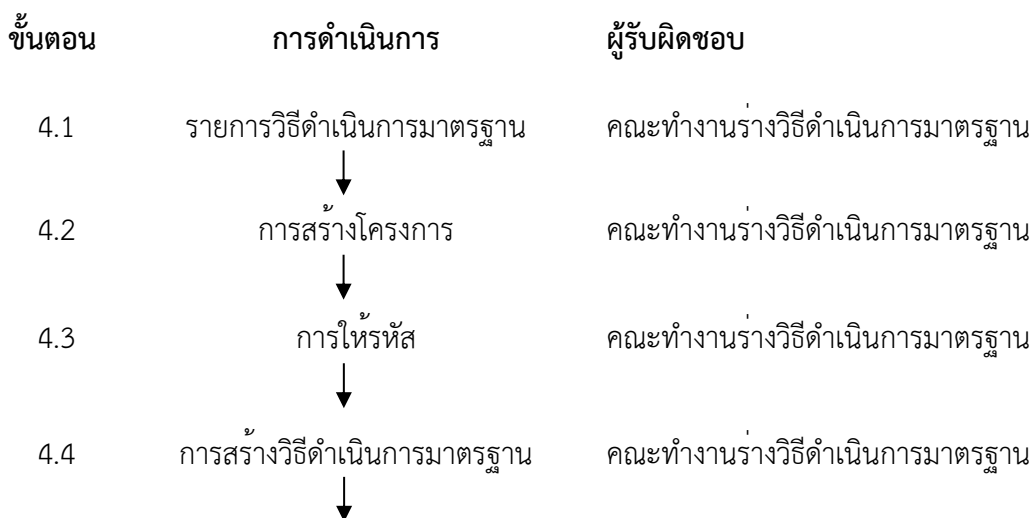 ขั้นตอน การดำเนินการ ผู้รับผิดชอบ
4.1 รายการวิธีดำเนินการมาตรฐาน คณะทำงานร่างวิธีดำเนินการมาตรฐาน
4.2 การสร้างโครงการ คณะทำงานร่างวิธีดำเนินการมาตรฐาน
4.3 การให้รหัส คณะทำงานร่างวิธีดำเนินการมาตรฐาน
4.4 การสร้างวิธีดำเนินการมาตรฐาน คณะทำงานร่างวิธีดำเนินการมาตรฐาน